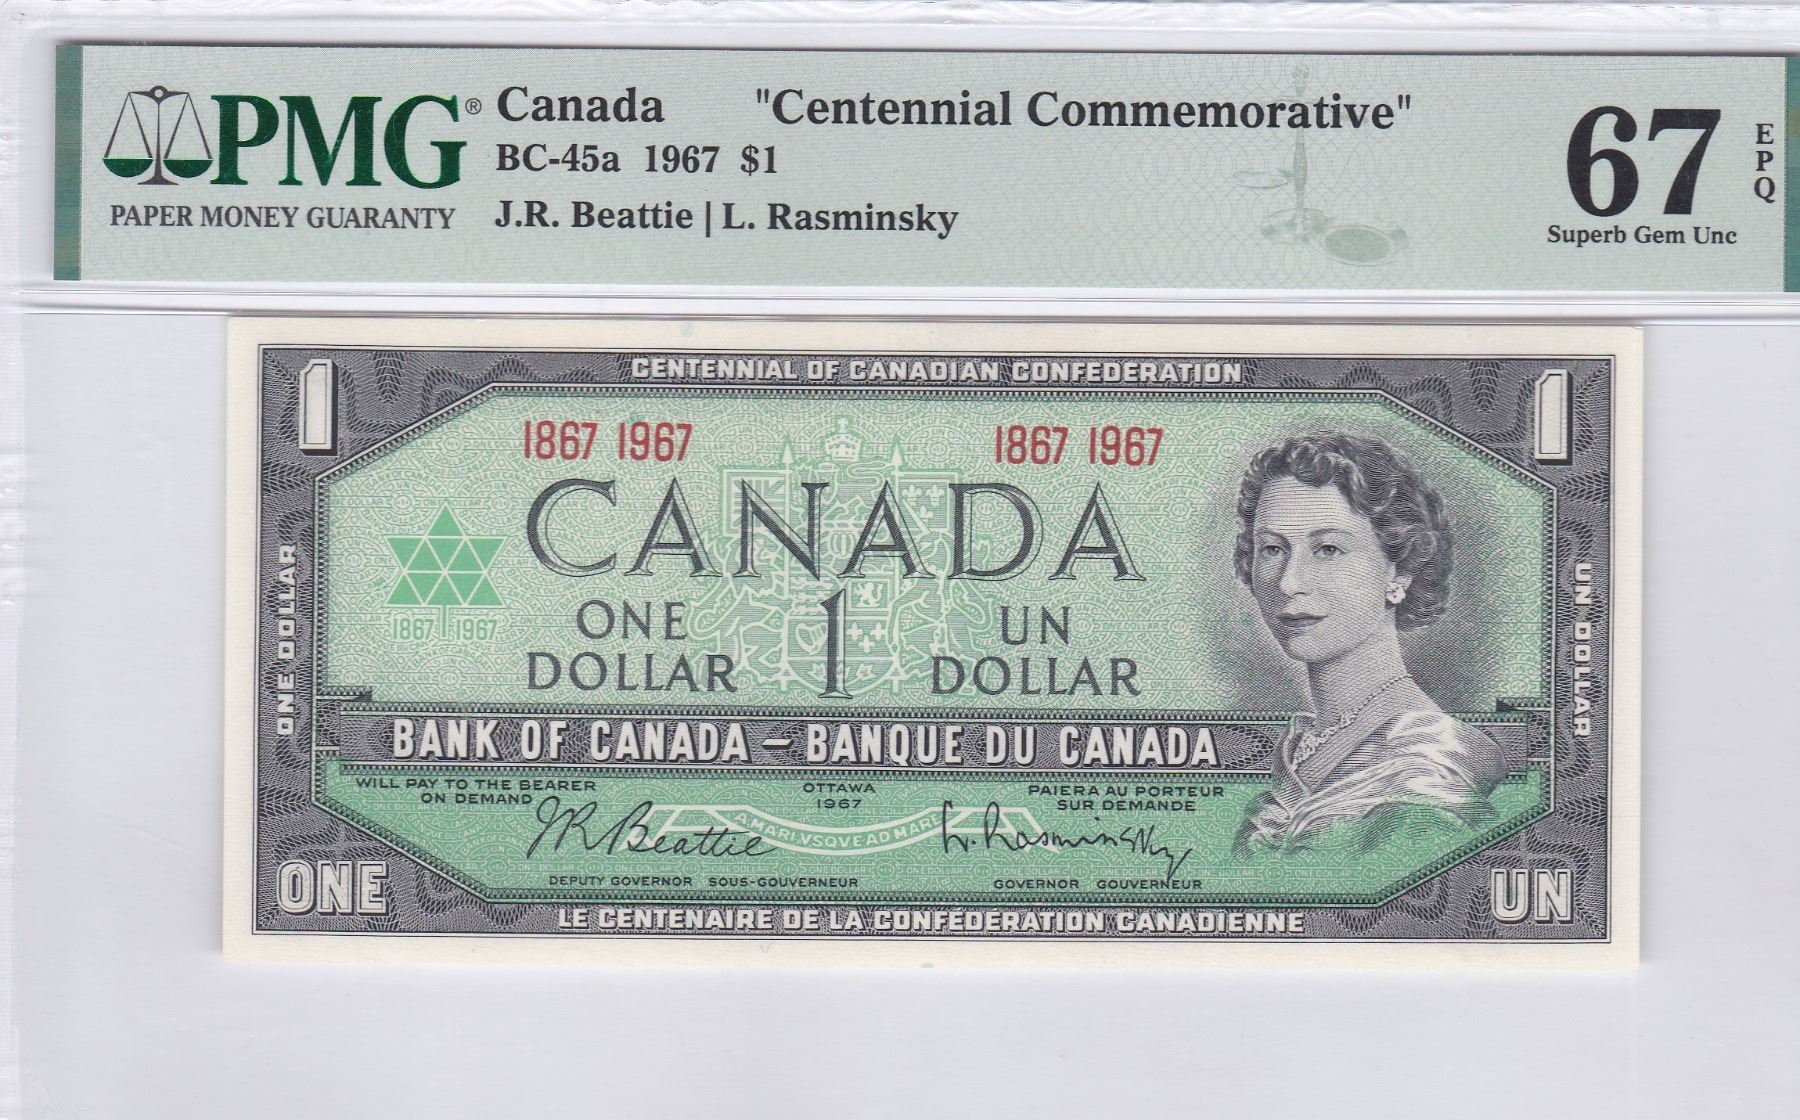 PMG®
PAPER MONEY GUARANTY
Canada "Centennial Commemorative"
BC-45a 1967 $1
J.R. Beattie | L. Rasminsky
67 EPQ
Superb Gem Unc
1 CENTENNIAL OF CANADIAN CONFEDERATION 1
1867 1967 1867 1967
CANADA
1867 1967
ONE DOLLAR 1 UN DOLLAR
ONE DOLLAR
UN DOLLAR
BANK OF CANADA – BANQUE DU CANADA
WILL PAY TO THE BEARER
ON DEMAND
OTTAWA
1967
PAIERA AU PORTEUR
SUR DEMANDE
A MARI VSQVE AD MARE
JR Beattie
L. Rasminsky
DEPUTY GOVERNOR SOUS-GOUVERNEUR
GOVERNOR GOUVERNEUR
ONE
UN
LE CENTENAIRE DE LA CONFÉDÉRATION CANADIENNE